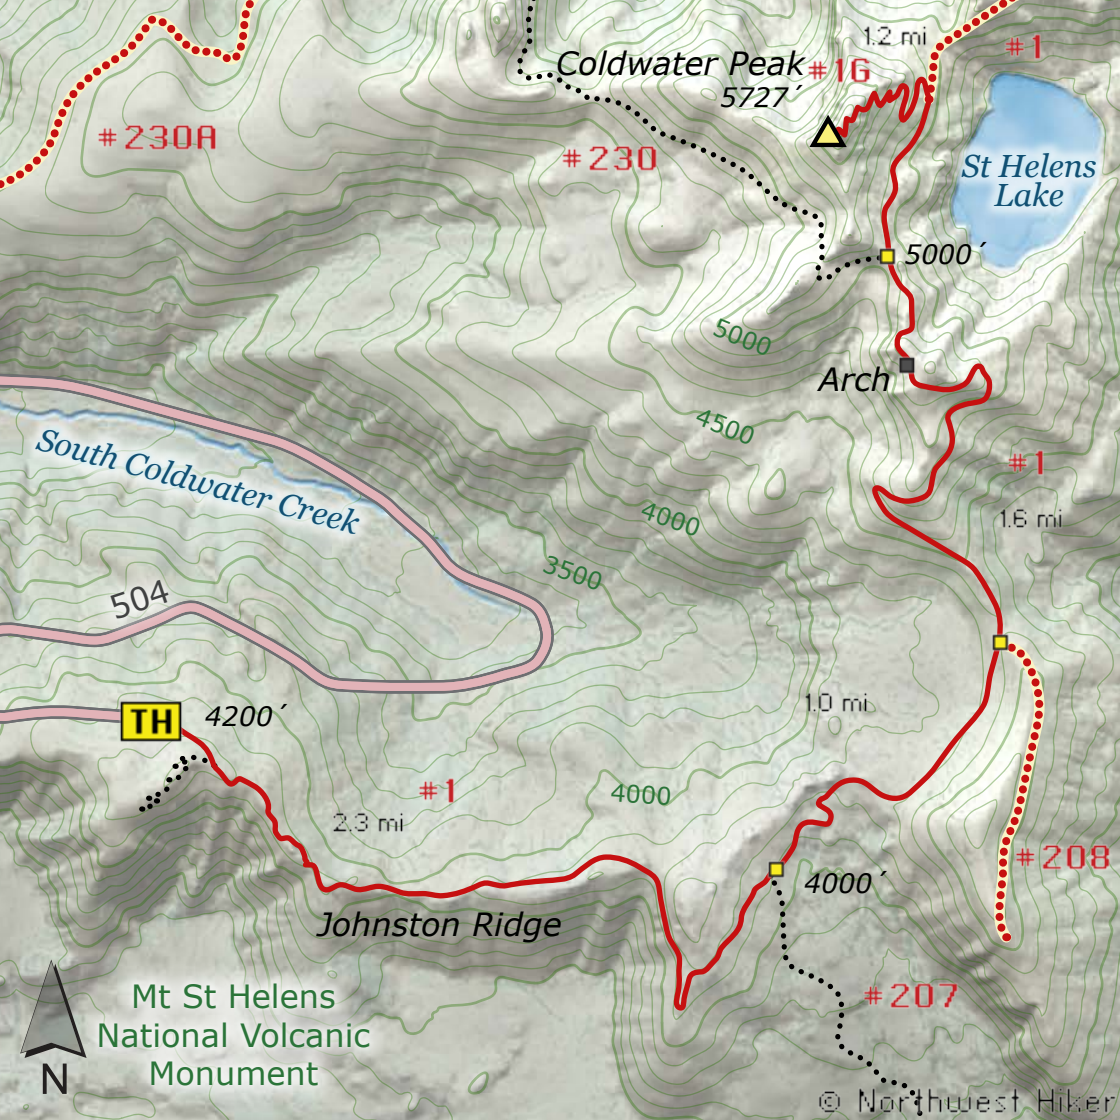 1.2 mi
#1
Coldwater Peak
5727´
#1G
#230A
#230
St Helens
Lake
5000´
5000
Arch
4500
South Coldwater Creek
#1
1.6 mi
4000
3500
504
TH
4200´
1.0 mi
#1
4000
2.3 mi
#208
4000´
Johnston Ridge
#207
Mt St Helens
National Volcanic
Monument
N
© Northwest Hiker